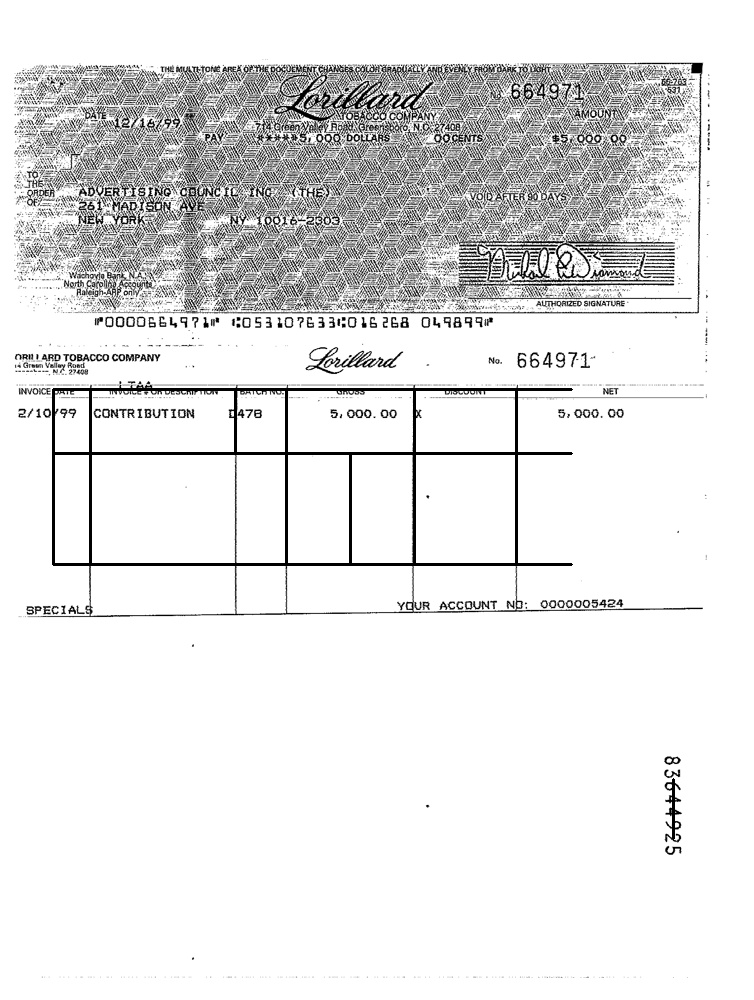 THE MULTI-TONE AREA OF THE DOCUEMENT CHANGES COLOR GRADUALLY AND EVENLY FROM DARK TO LIGHT
Lorillard
TOBACCO COMPANY
714 Green Valley Road, Greensboro, N.C. 27408
No. 664971
66-763
531
DATE 12/16/99
AMOUNT
PAY *****5,000 DOLLARS 00 CENTS $5,000.00
TO
THE
ORDER
OF:
ADVERTISING COUNCIL INC (THE)
261 MADISON AVE
NEW YORK NY 10016-2303
VOID AFTER 90 DAYS
Wachovia Bank, N.A.
North Carolina Accounts
Raleigh-ARP only
Michael R Diamond
AUTHORIZED SIGNATURE
⑈0000664971⑈ ⑆053107633⑆016268 049899⑈
ORILLARD TOBACCO COMPANY
14 Green Valley Road
N.C. 27408
Lorillard
No. 664971
LTAA
INVOICE DATE INVOICE # OR DESCRIPTION BATCH NO. GROSS DISCOUNT NET
2/10/99 CONTRIBUTION D478 5,000.00 X 5,000.00
SPECIALS
YOUR ACCOUNT NO: 0000005424
83644925